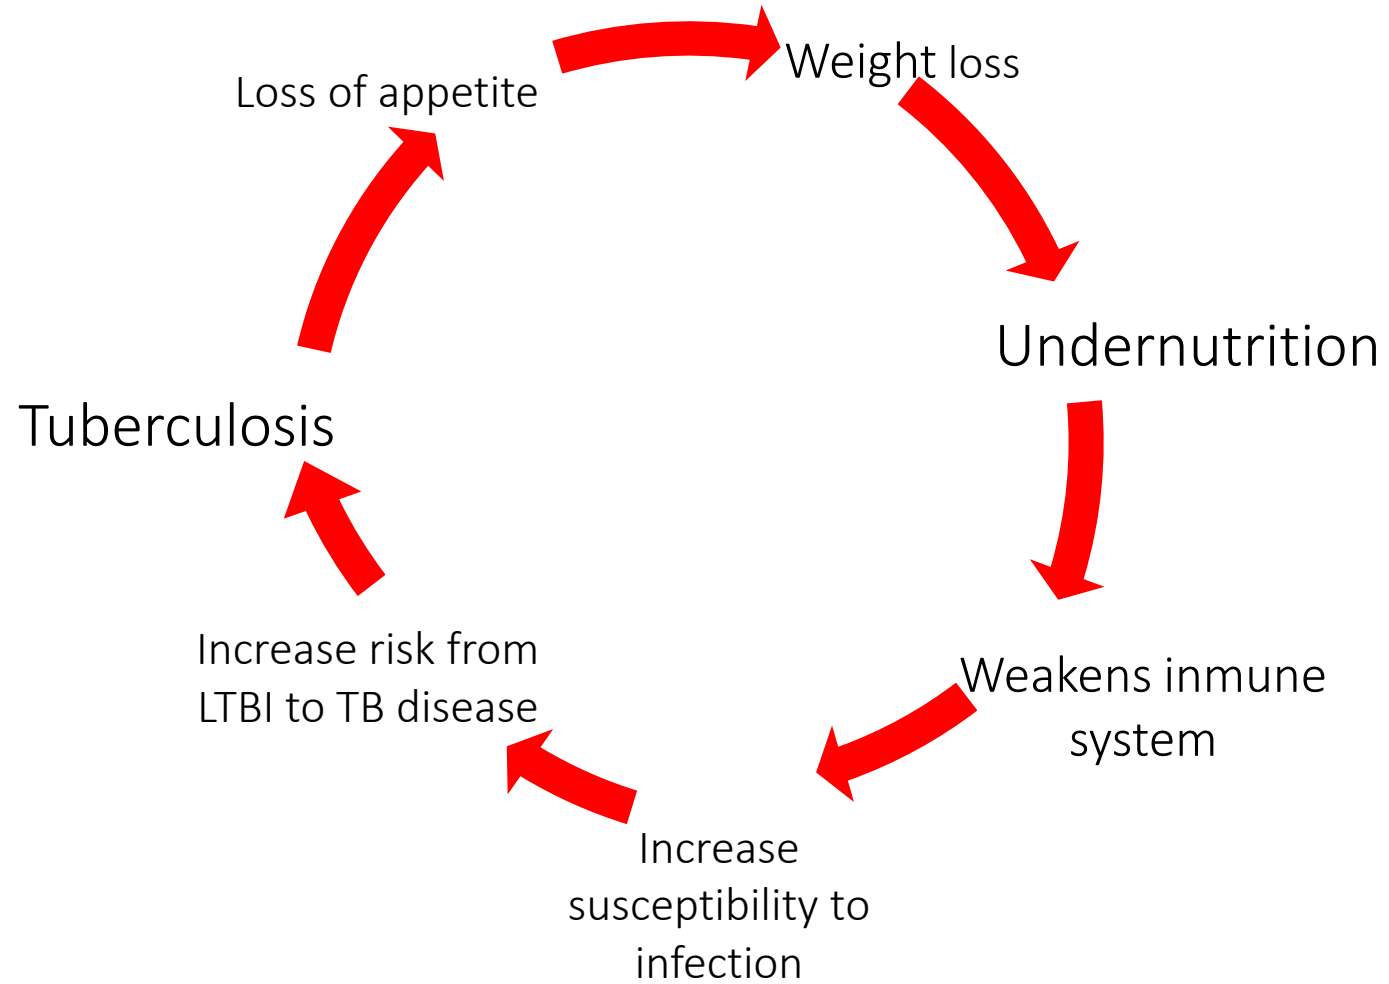 Loss of appetite
Weight loss
Undernutrition
Tuberculosis
Weakens inmune
system
Increase
susceptibility to
infection
Increase risk from
LTBI to TB disease